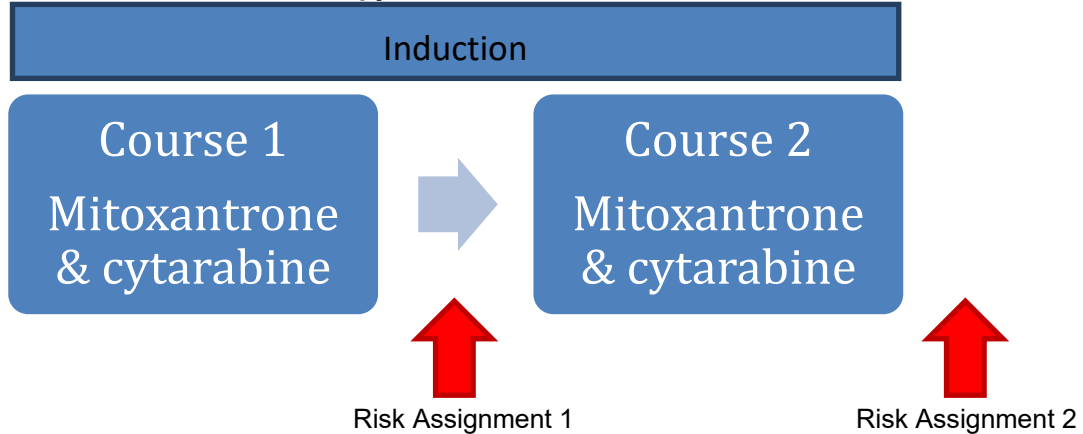 Induction
Course 1
Mitoxantrone
& cytarabine
Course 2
Mitoxantrone
& cytarabine
Risk Assignment 1
Risk Assignment 2